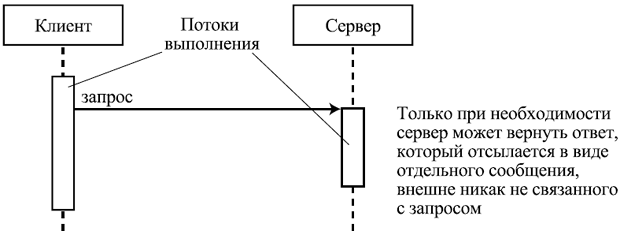 Клиент
Потоки
выполнения
Сервер
запрос
Только при необходимости
сервер может вернуть ответ,
который отсылается в виде
отдельного сообщения,
внешне никак не связанного
с запросом